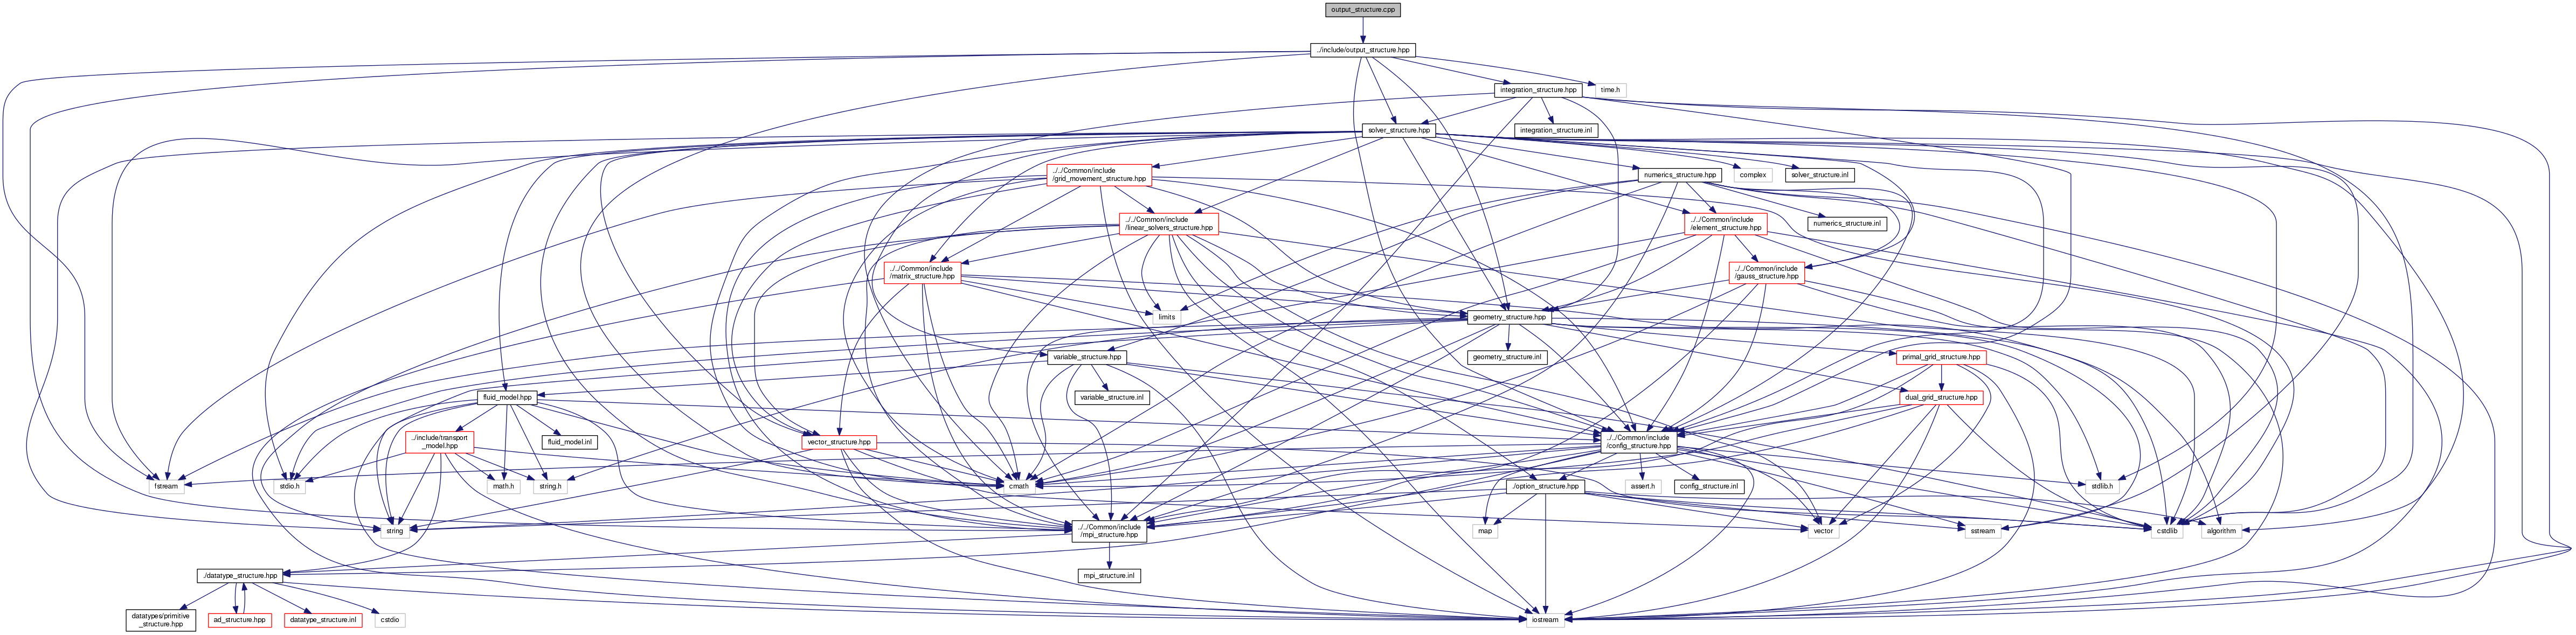 output_structure.cpp
../include/output_structure.hpp
integration_structure.hpp
time.h
solver_structure.hpp
integration_structure.inl
../../Common/include
/grid_movement_structure.hpp
numerics_structure.hpp
complex
solver_structure.inl
../../Common/include
/linear_solvers_structure.hpp
../../Common/include
/element_structure.hpp
numerics_structure.inl
../../Common/include
/matrix_structure.hpp
../../Common/include
/gauss_structure.hpp
limits
geometry_structure.hpp
variable_structure.hpp
geometry_structure.inl
primal_grid_structure.hpp
fluid_model.hpp
variable_structure.inl
dual_grid_structure.hpp
../include/transport
_model.hpp
fluid_model.inl
vector_structure.hpp
../../Common/include
/config_structure.hpp
fstream
stdio.h
math.h
string.h
cmath
./option_structure.hpp
assert.h
config_structure.inl
stdlib.h
string
../../Common/include
/mpi_structure.hpp
map
vector
sstream
cstdlib
algorithm
./datatype_structure.hpp
mpi_structure.inl
datatypes/primitive
_structure.hpp
ad_structure.hpp
datatype_structure.inl
cstdio
iostream